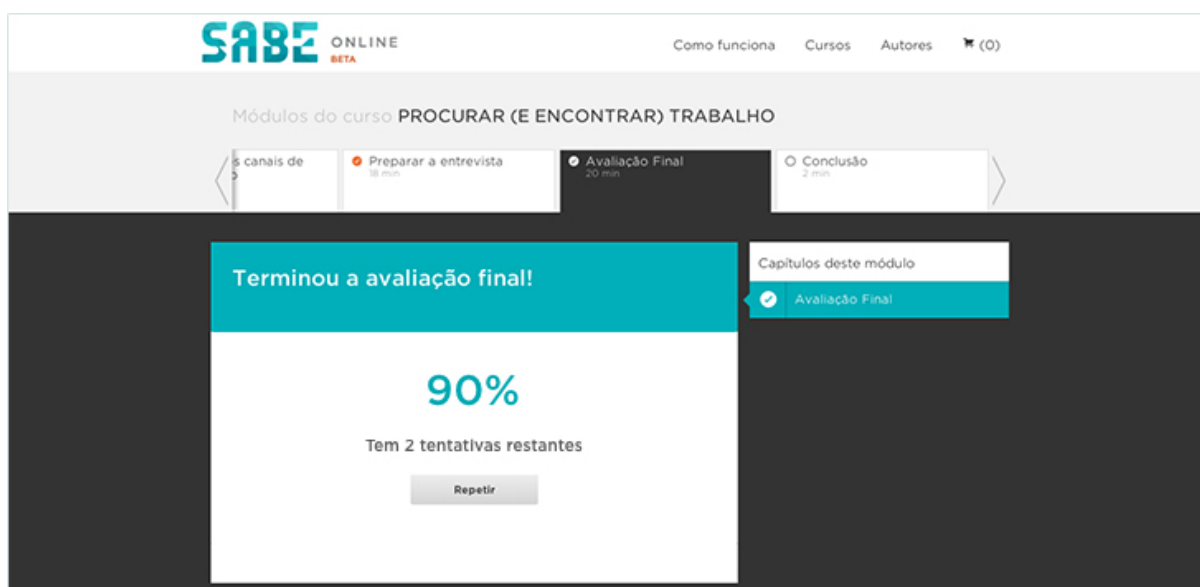 SABE ONLINE
BETA
Como funciona Cursos Autores (0)
Módulos do curso PROCURAR (E ENCONTRAR) TRABALHO
canais de
Preparar a entrevista
18 min
Avaliação Final
20 min
Conclusão
2 min
Terminou a avaliação final!
90%
Tem 2 tentativas restantes
Repetir
Capítulos deste módulo
Avaliação Final